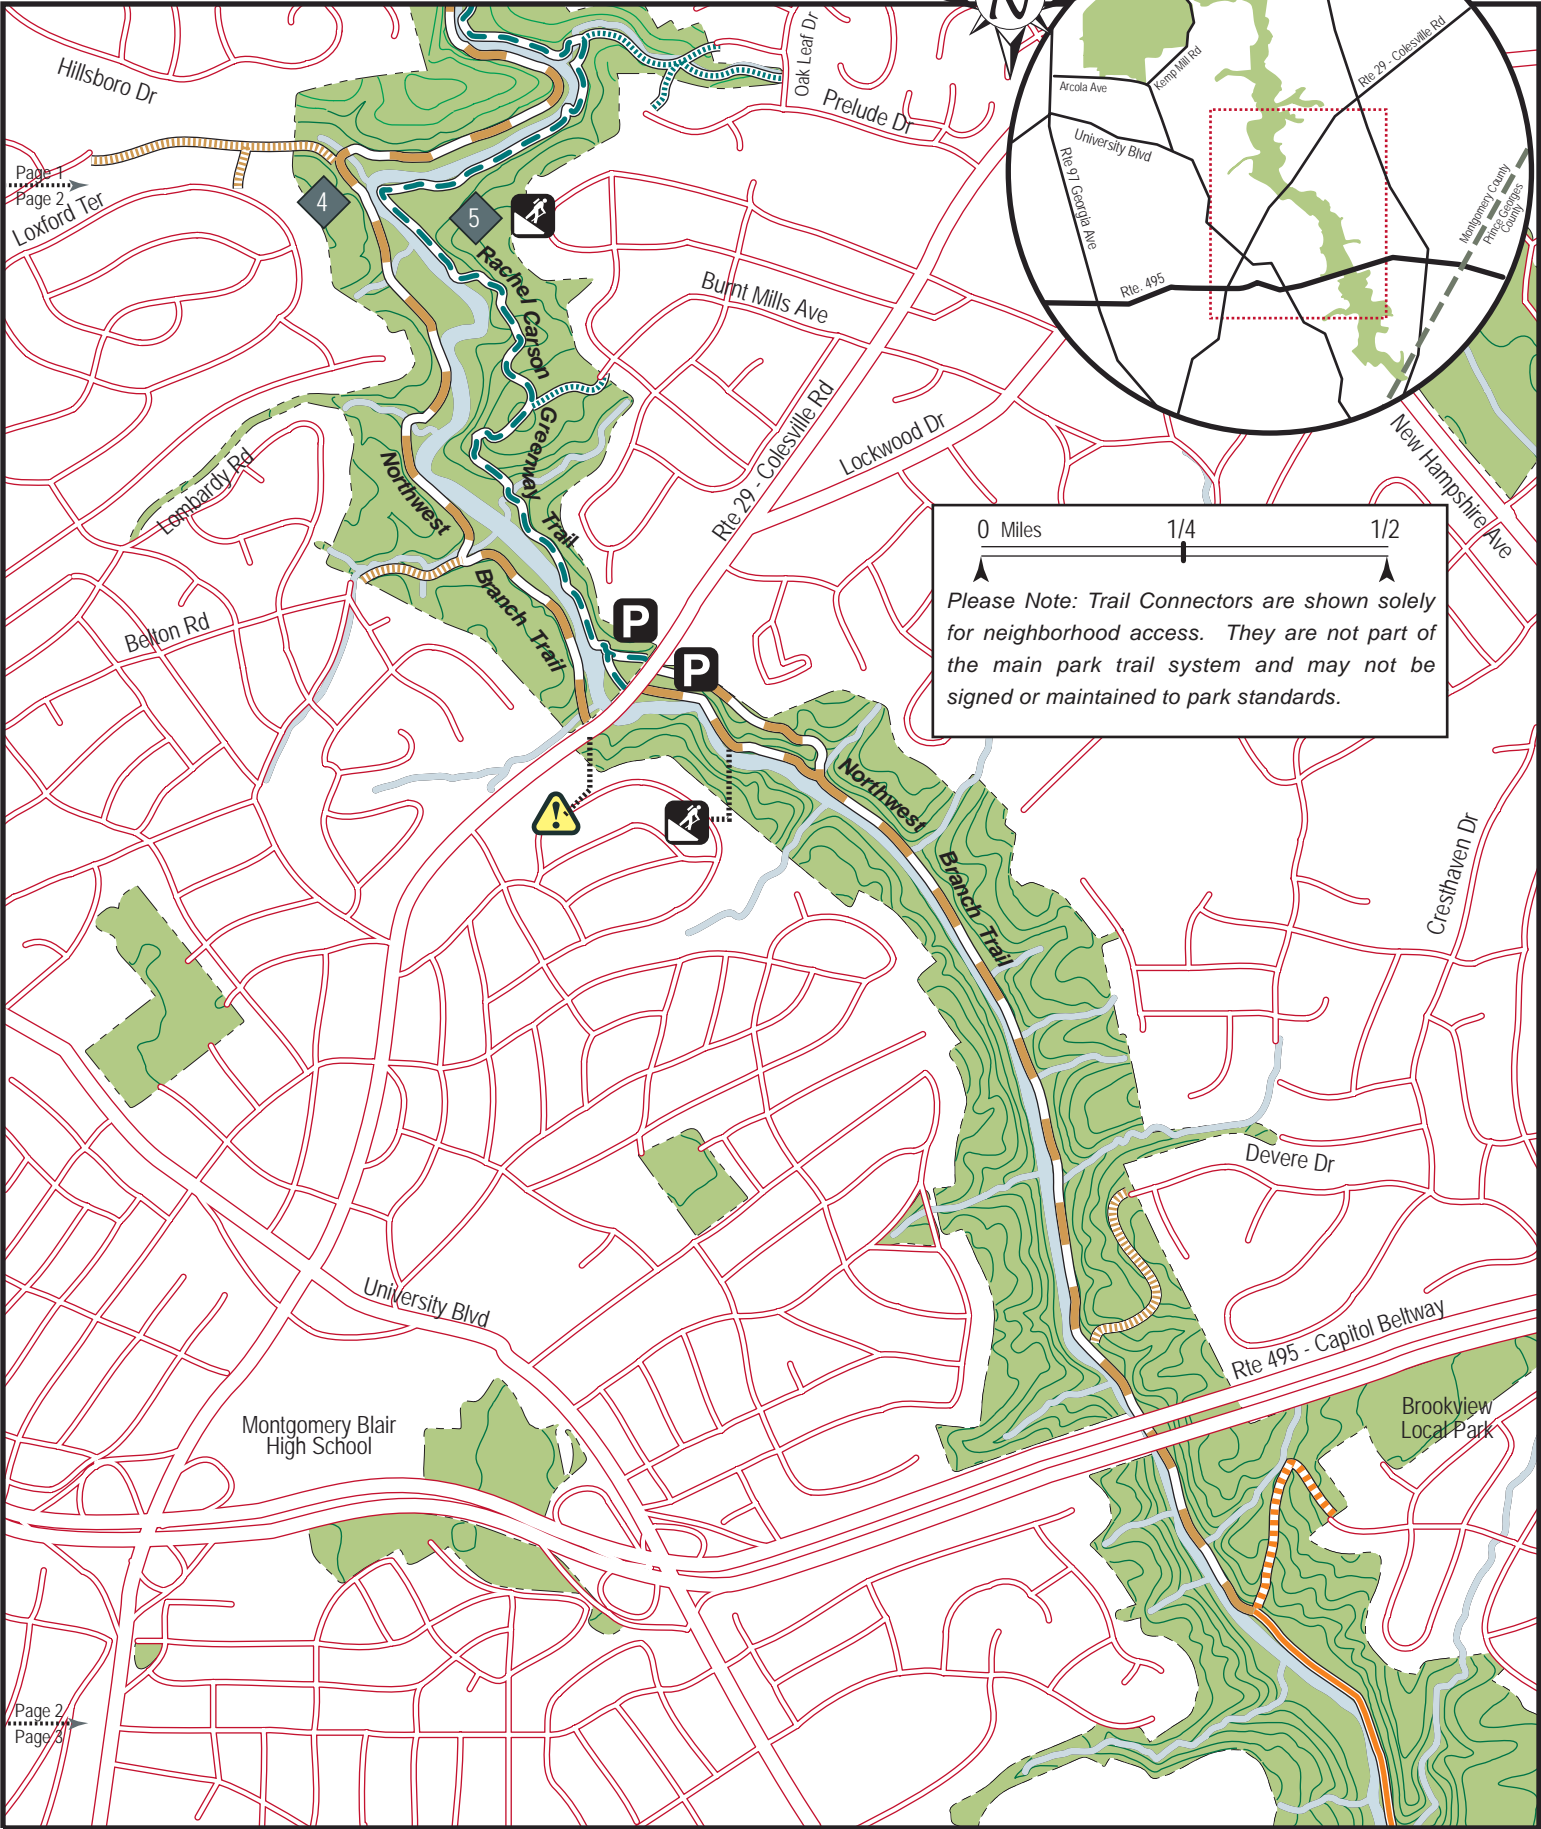 Hillsboro Dr
Oak Leaf Dr
Prelude Dr
N
Arcola Ave
Kemp Mill Rd
Rte 29 - Colesville Rd
University Blvd
Rte 97 Georgia Ave
Rte. 495
Montgomery County
Prince Georges
County
Page 1
Page 2
Loxford Ter
4
5
Rachel Carson Greenway Trail
Burnt Mills Ave
Rte 29 - Colesville Rd
Lockwood Dr
New Hampshire Ave
Lombardy Rd
Northwest Branch Trail
Belton Rd
P
P
0 Miles 1/4 1/2
Please Note: Trail Connectors are shown solely
for neighborhood access. They are not part of
the main park trail system and may not be
signed or maintained to park standards.
!
Northwest Branch Trail
Cresthaven Dr
Devere Dr
University Blvd
Rte 495 - Capitol Beltway
Montgomery Blair
High School
Brookview
Local Park
Page 2
Page 3